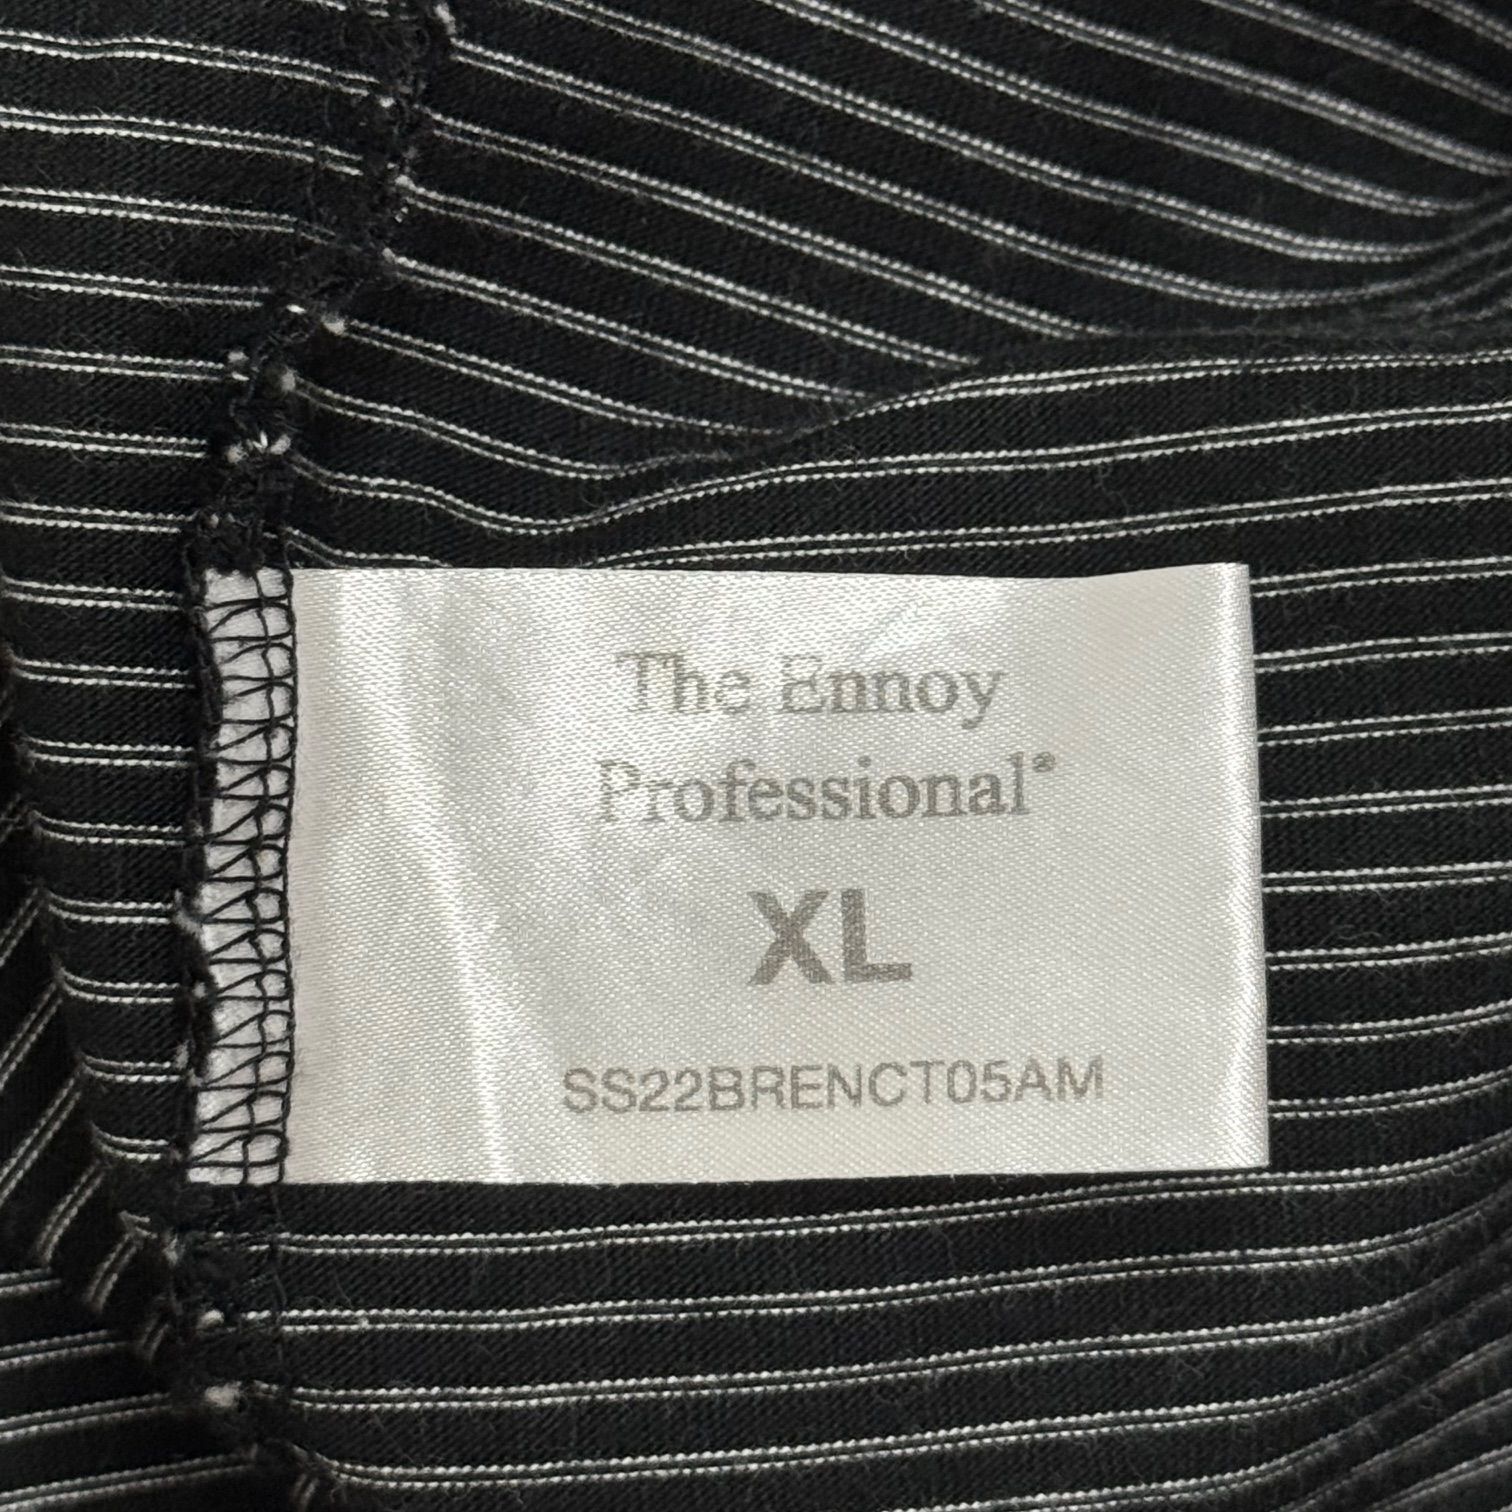 The Ennoy
Professional®
XL
SS22BRENCT05AM